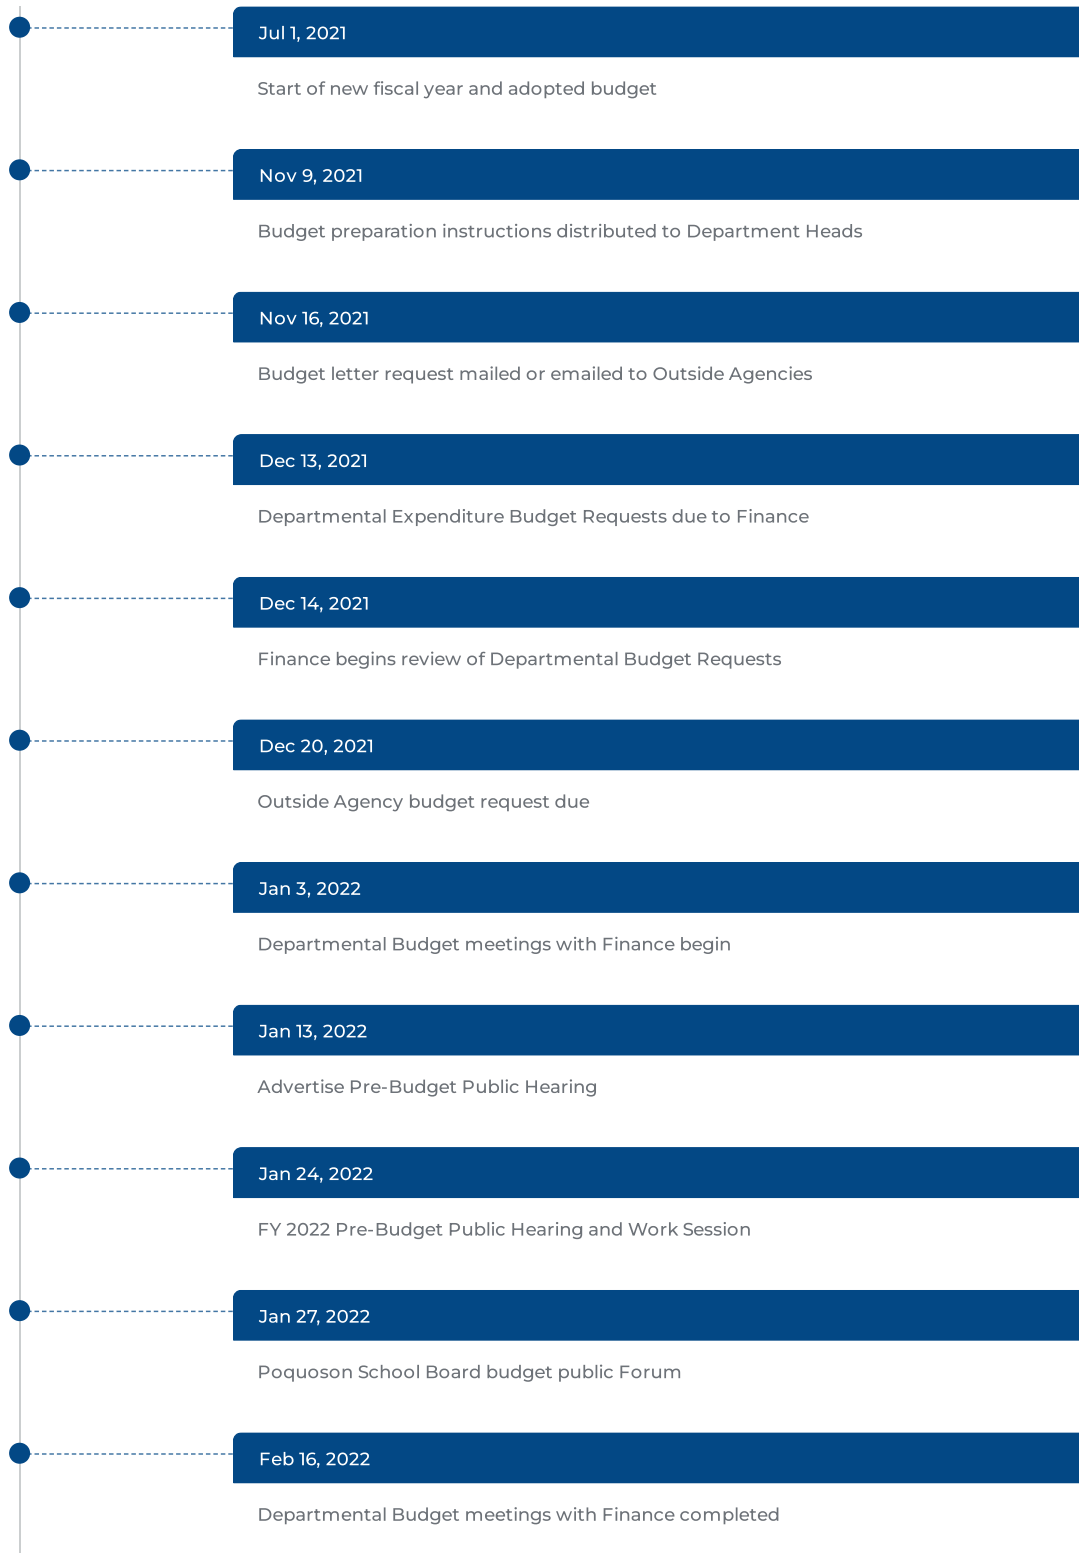 Jul 1, 2021
Start of new fiscal year and adopted budget
Nov 9, 2021
Budget preparation instructions distributed to Department Heads
Nov 16, 2021
Budget letter request mailed or emailed to Outside Agencies
Dec 13, 2021
Departmental Expenditure Budget Requests due to Finance
Dec 14, 2021
Finance begins review of Departmental Budget Requests
Dec 20, 2021
Outside Agency budget request due
Jan 3, 2022
Departmental Budget meetings with Finance begin
Jan 13, 2022
Advertise Pre-Budget Public Hearing
Jan 24, 2022
FY 2022 Pre-Budget Public Hearing and Work Session
Jan 27, 2022
Poquoson School Board budget public Forum
Feb 16, 2022
Departmental Budget meetings with Finance completed